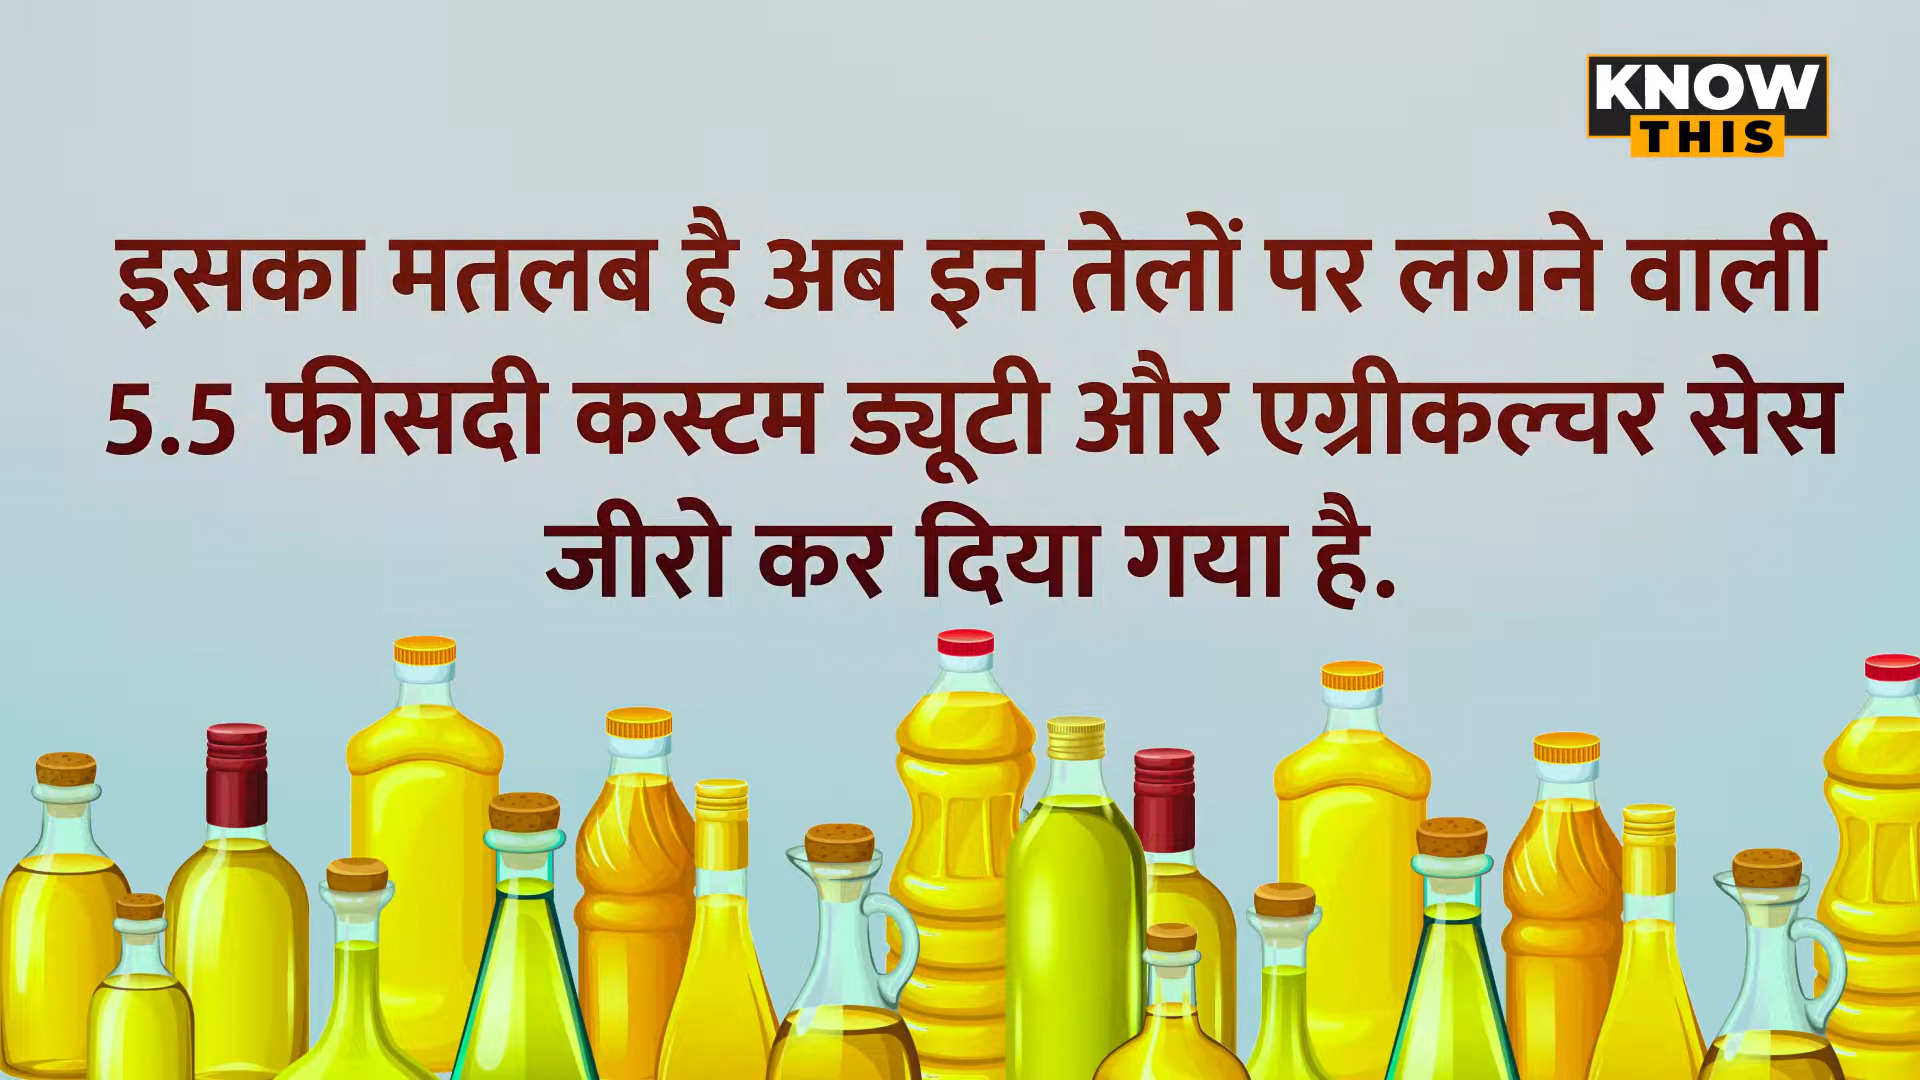 KNOW
THIS
इसका मतलब है अब इन तेलों पर लगने वाली
5.5 फीसदी कस्टम ड्यूटी और एग्रीकल्चर सेस
जीरो कर दिया गया है.